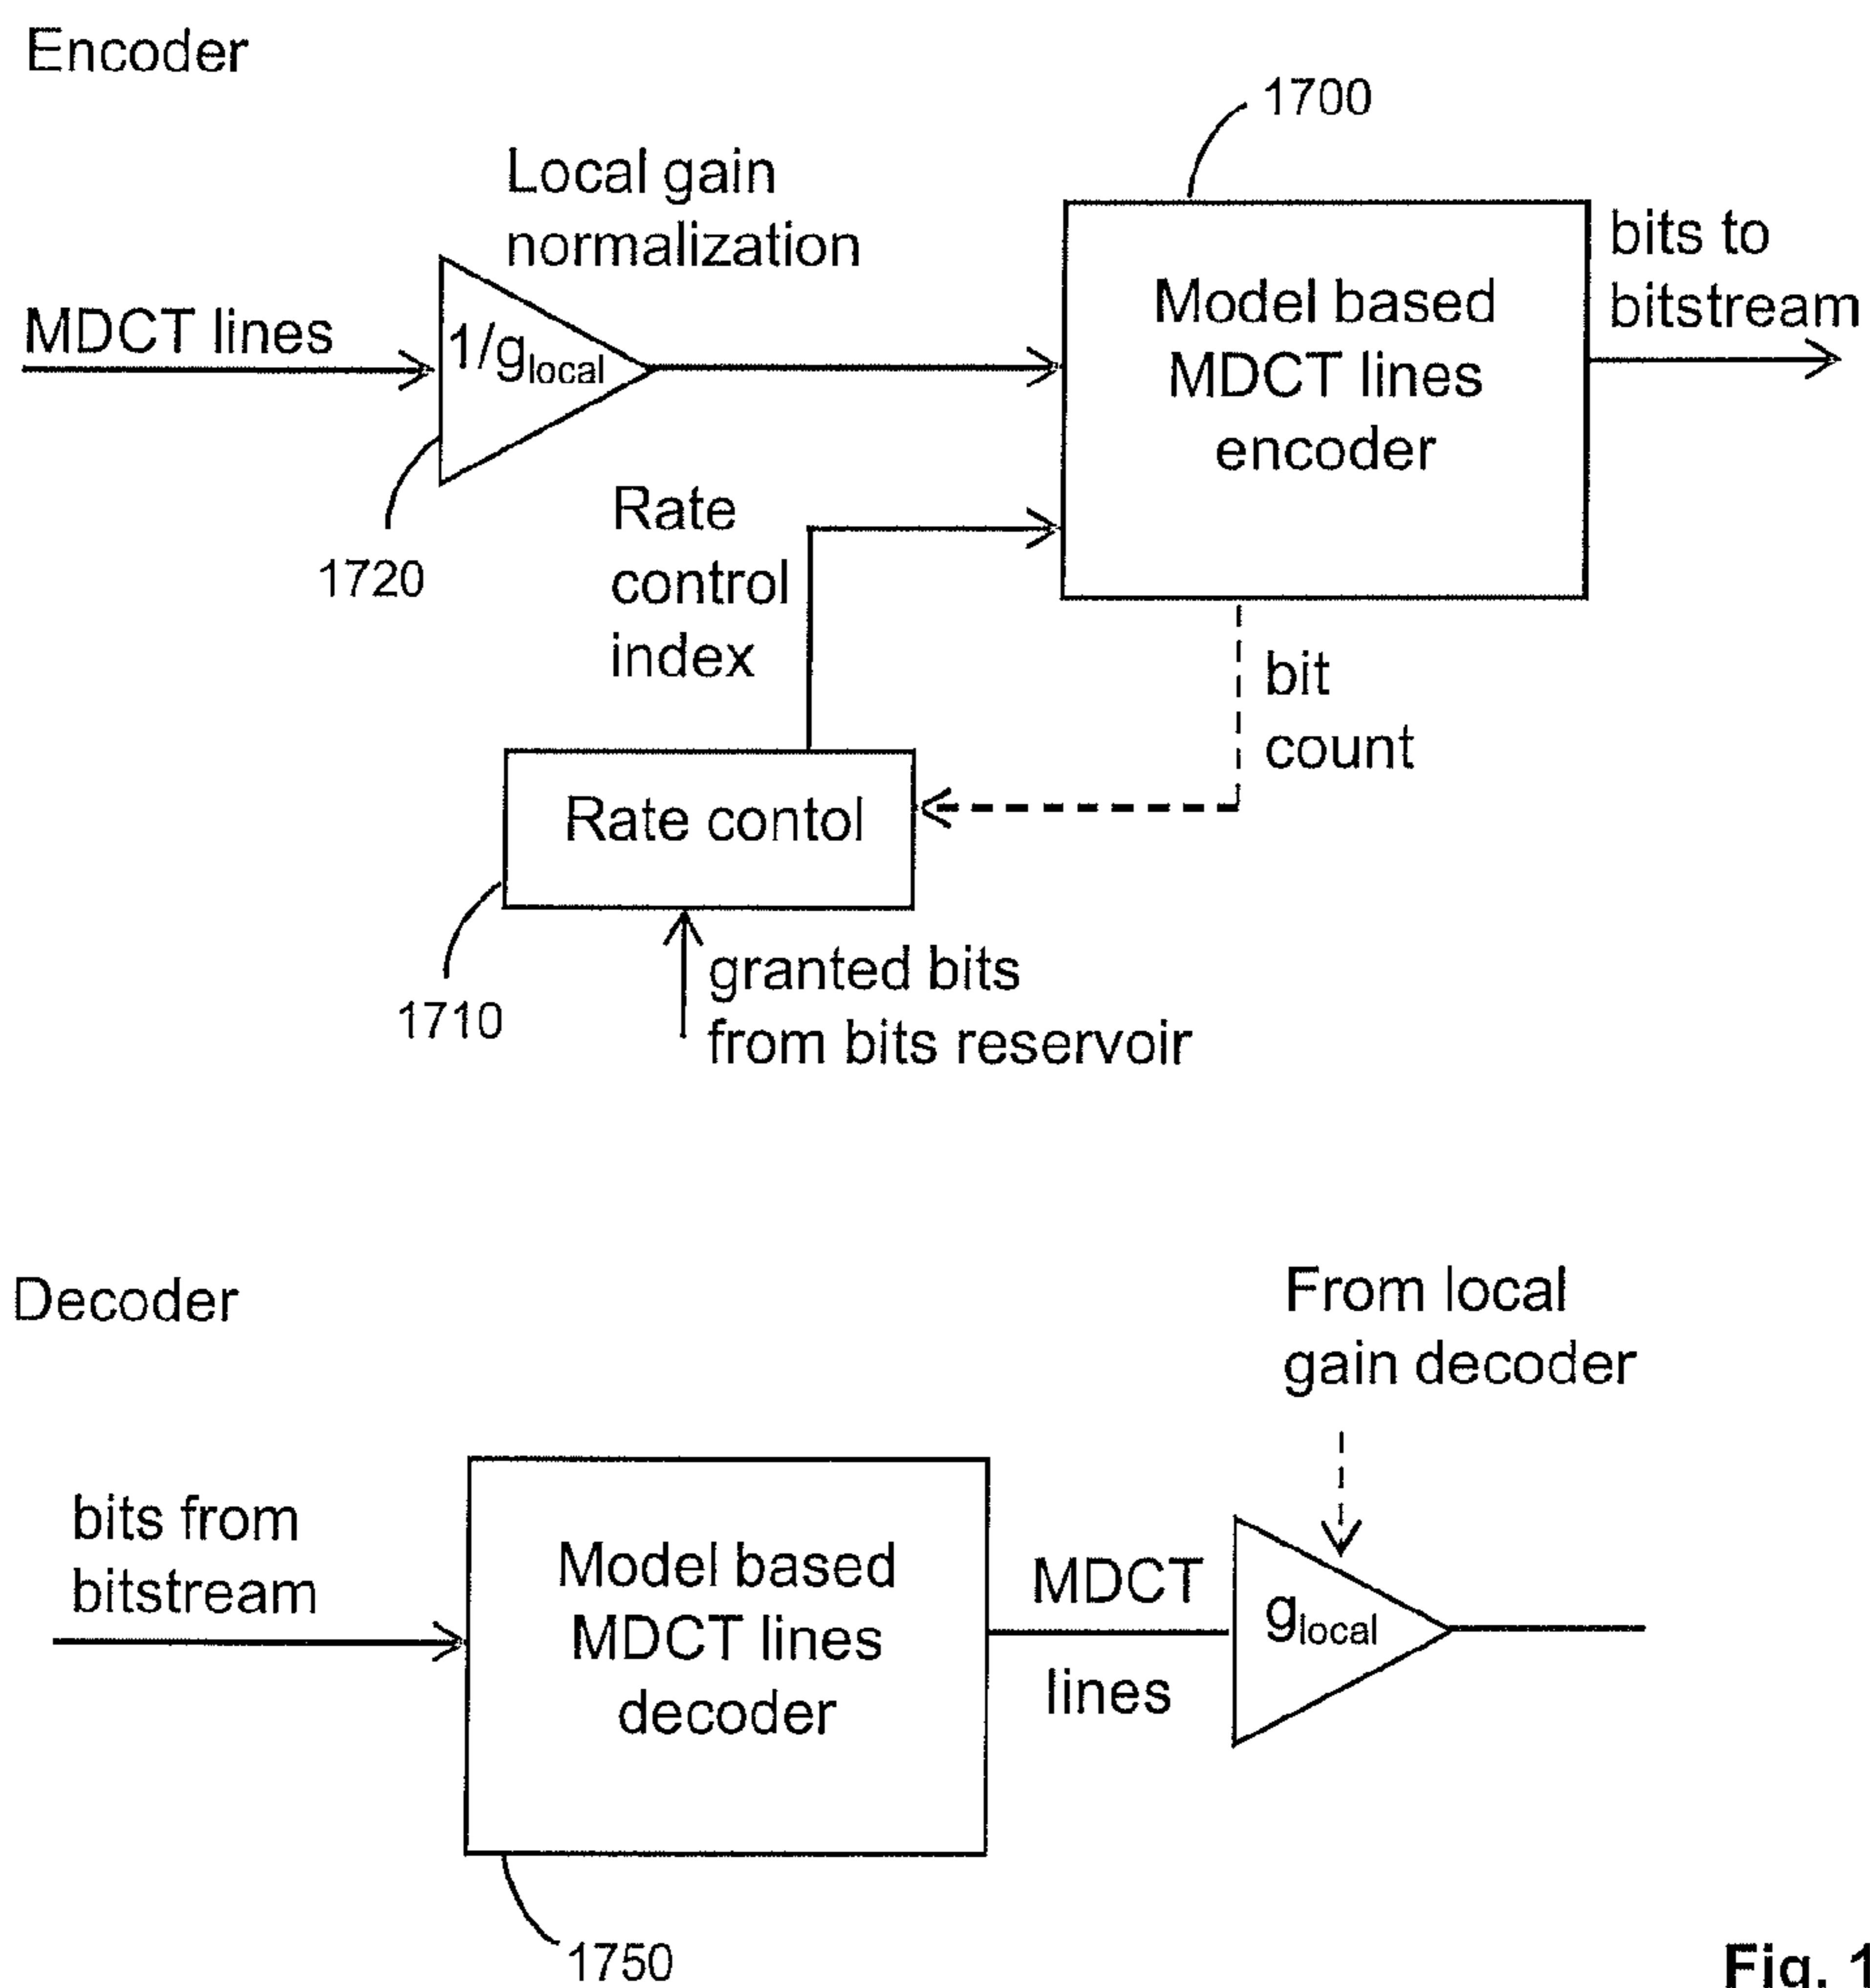 Encoder
1700
Local gain
normalization
bits to
bitstream
MDCT lines
1/g_local
Model based
MDCT lines
encoder
1720
Rate
control
index
bit
count
Rate contol
1710
granted bits
from bits reservoir
Decoder
From local
gain decoder
bits from
bitstream
Model based
MDCT lines
decoder
MDCT
lines
g_local
1750
Fig. 1